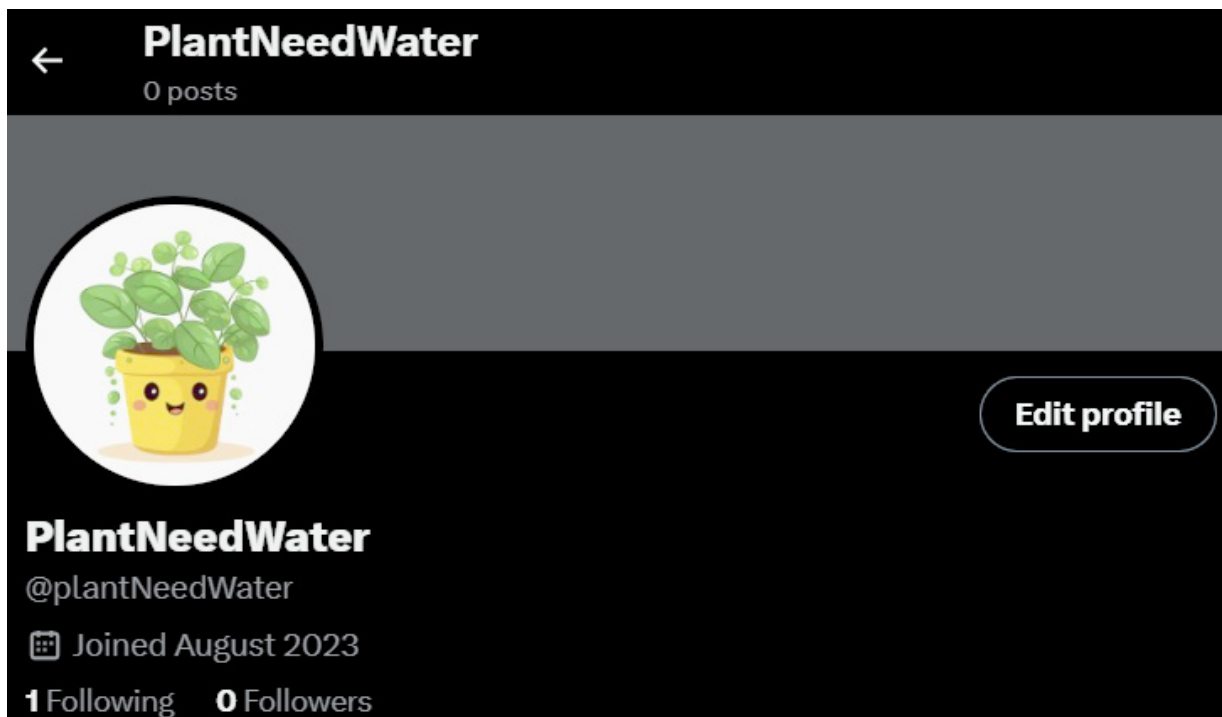 PlantNeedWater
0 posts
Edit profile
PlantNeedWater
@plantNeedWater
Joined August 2023
1 Following 0 Followers